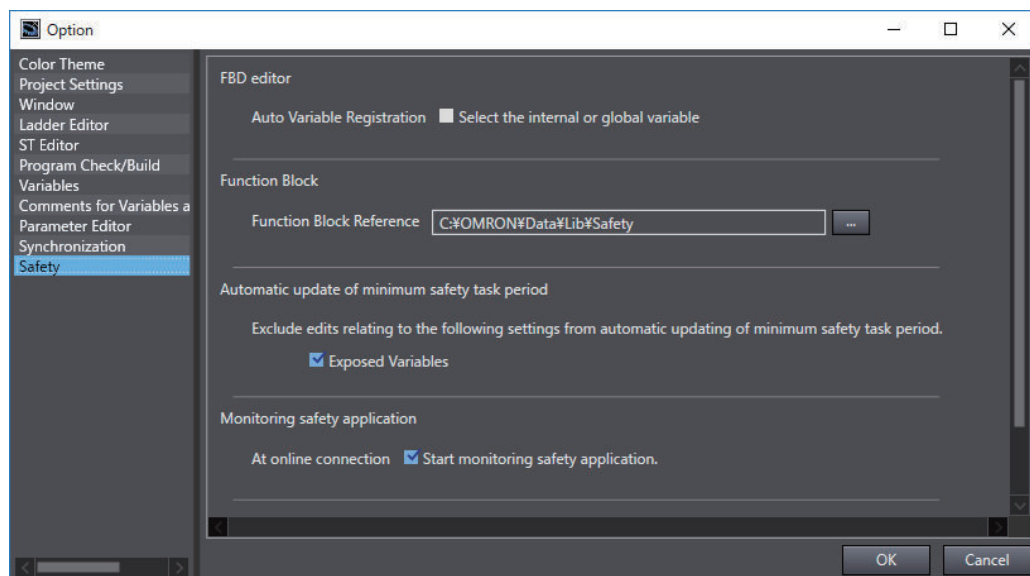 Option
Color Theme
Project Settings
Window
Ladder Editor
ST Editor
Program Check/Build
Variables
Comments for Variables a
Parameter Editor
Synchronization
Safety
FBD editor
Auto Variable Registration Select the internal or global variable
Function Block
Function Block Reference C:¥OMRON¥Data¥Lib¥Safety ...
Automatic update of minimum safety task period
Exclude edits relating to the following settings from automatic updating of minimum safety task period.
Exposed Variables
Monitoring safety application
At online connection Start monitoring safety application.
OK Cancel